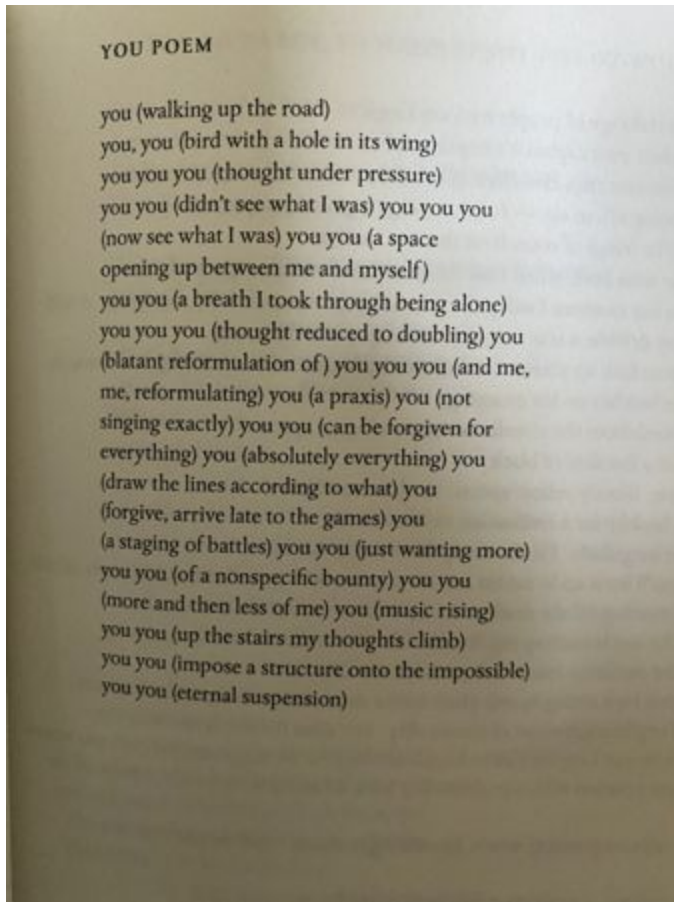 YOU POEM
you (walking up the road)
you, you (bird with a hole in its wing)
you you you (thought under pressure)
you you (didn't see what I was) you you you
(now see what I was) you you (a space
opening up between me and myself)
you you (a breath I took through being alone)
you you you (thought reduced to doubling) you
(blatant reformulation of) you you you (and me,
me, reformulating) you (a praxis) you (not
singing exactly) you you (can be forgiven for
everything) you (absolutely everything) you
(draw the lines according to what) you
(forgive, arrive late to the games) you
(a staging of battles) you you (just wanting more)
you you (of a nonspecific bounty) you you
(more and then less of me) you (music rising)
you you (up the stairs my thoughts climb)
you you (impose a structure onto the impossible)
you you (eternal suspension)